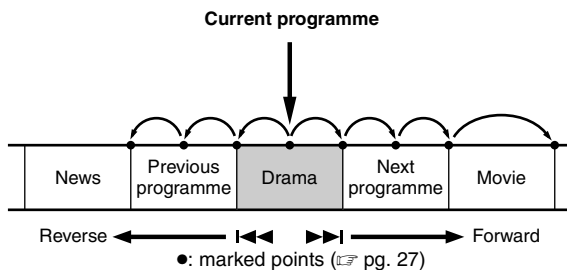 Current programme
News
Previous
programme
Drama
Next
programme
Movie
Reverse
Forward
●: marked points (☞ pg. 27)